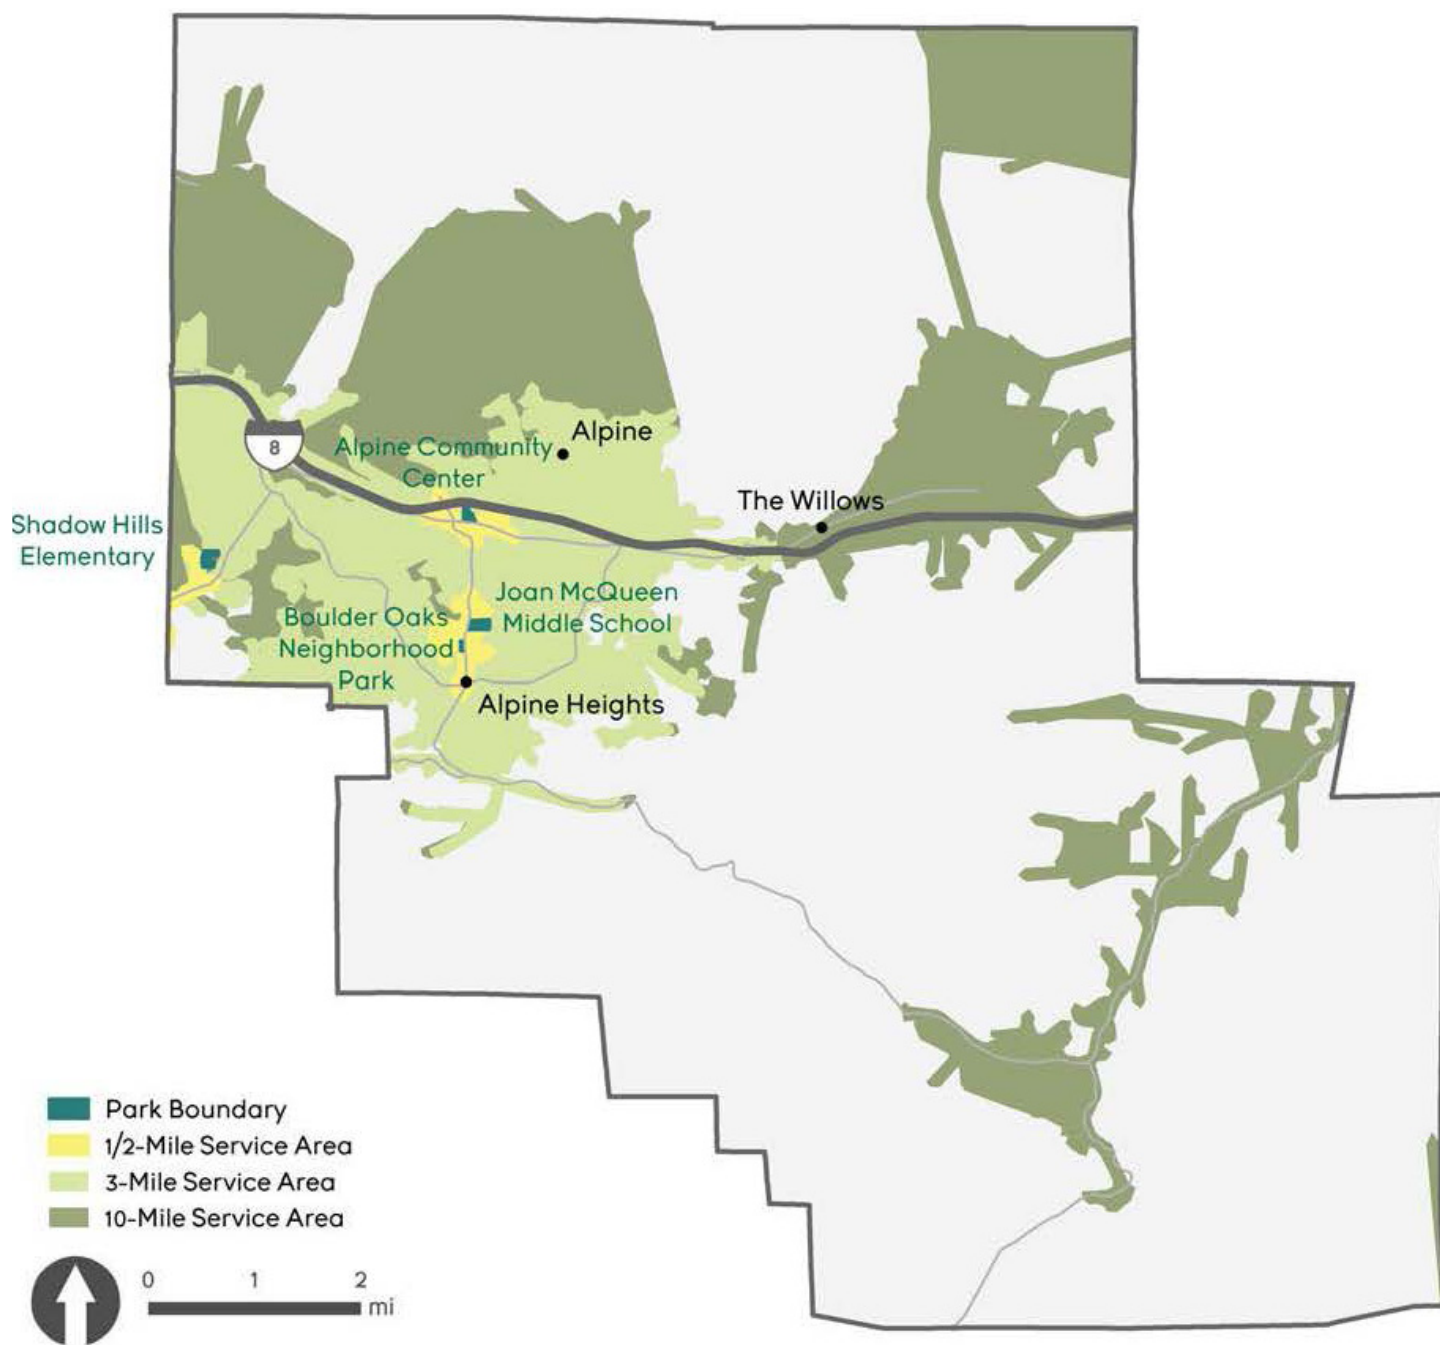 Alpine
Alpine Community
Center
8
The Willows
Shadow Hills
Elementary
Joan McQueen
Middle School
Boulder Oaks
Neighborhood
Park
Alpine Heights
Park Boundary
1/2-Mile Service Area
3-Mile Service Area
10-Mile Service Area
0 1 2
mi